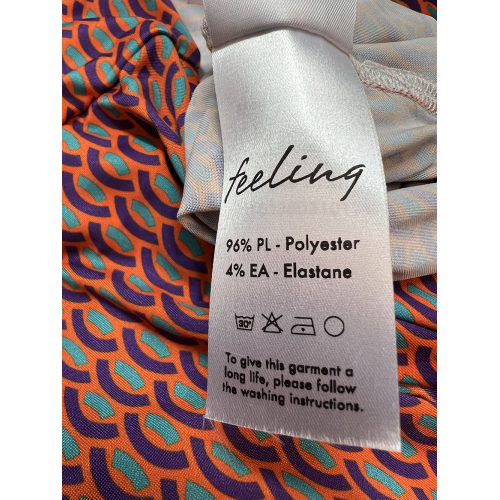 feeling
96% PL - Polyester
4% EA - Elastane
30°
To give this garment a
long life, please follow
the washing instructions.